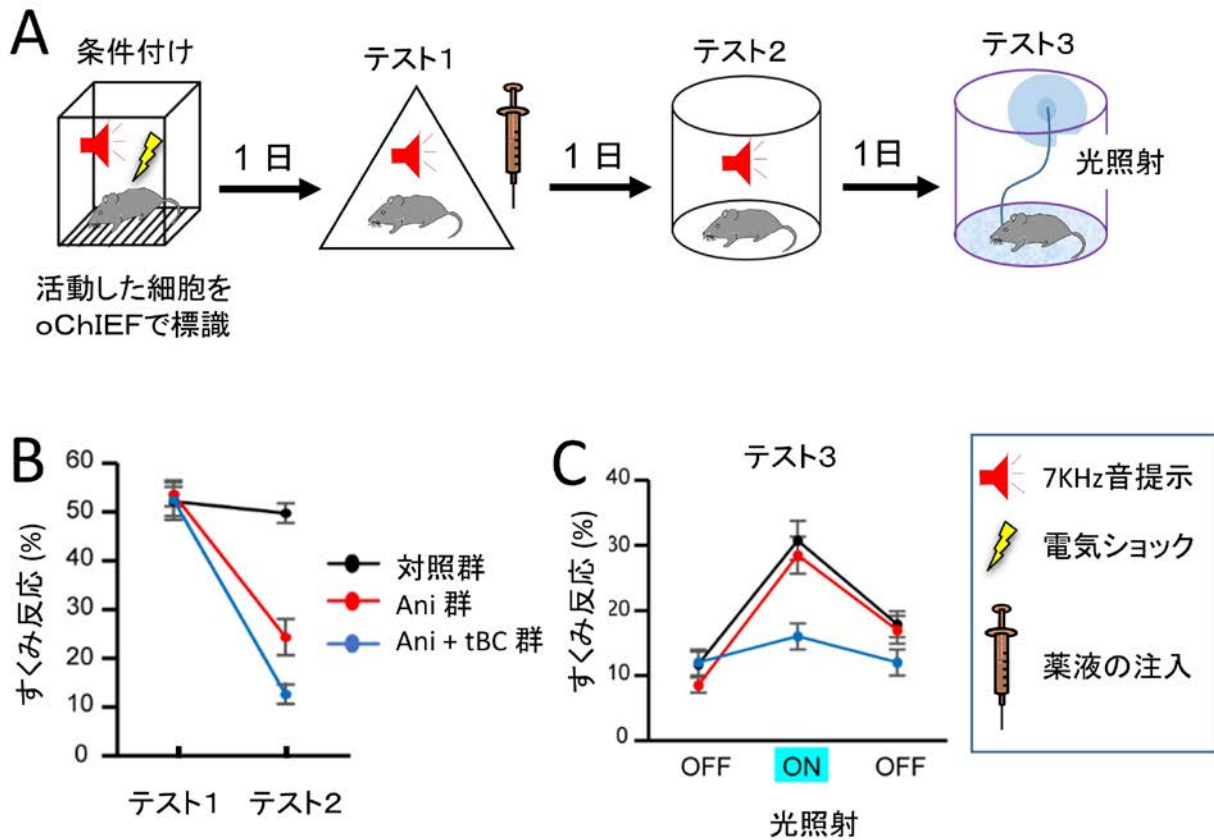 A
条件付け
テスト1
テスト2
テスト3
1 日
1 日
1日
光照射
活動した細胞を
oChIEFで標識
B
すくみ反応 (%)
60
50
40
30
20
10
0
テスト1
テスト2
対照群
Ani 群
Ani + tBC 群
C
テスト3
すくみ反応 (%)
40
30
20
10
0
OFF
ON
OFF
光照射
7KHz音提示
電気ショック
薬液の注入